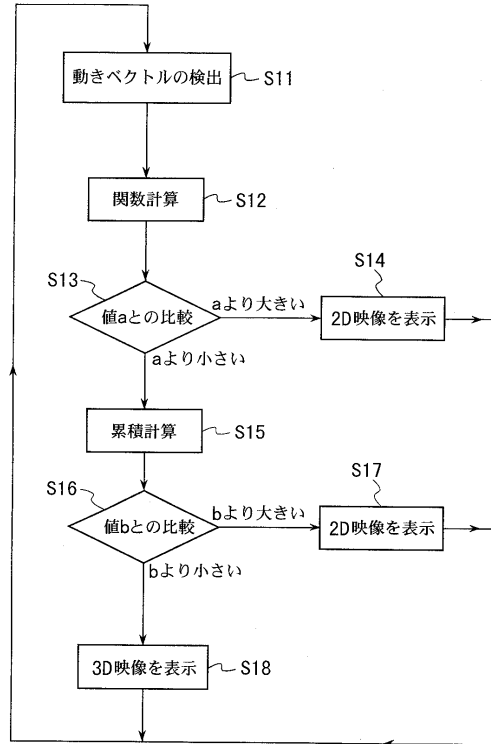 動きベクトルの検出
S11
関数計算
S12
S13
値aとの比較
aより大きい
S14
2D映像を表示
aより小さい
累積計算
S15
S16
値bとの比較
bより大きい
S17
2D映像を表示
bより小さい
3D映像を表示
S18